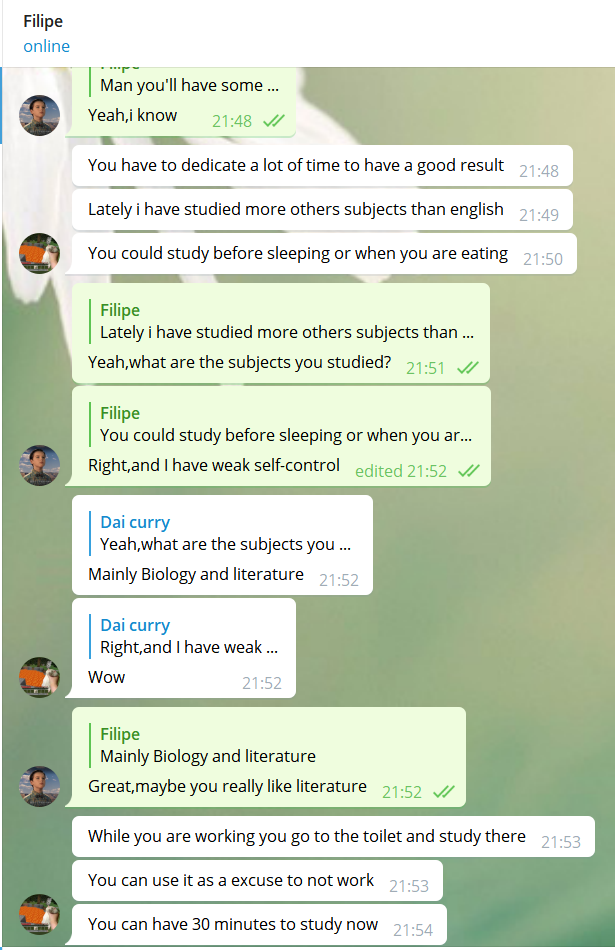 Filipe
online
Filipe
Man you'll have some ...
Yeah,i know
21:48
You have to dedicate a lot of time to have a good result
21:48
Lately i have studied more others subjects than english
21:49
You could study before sleeping or when you are eating
21:50
Filipe
Lately i have studied more others subjects than ...
Yeah,what are the subjects you studied?
21:51
Filipe
You could study before sleeping or when you ar...
Right,and I have weak self-control
edited 21:52
Dai curry
Yeah,what are the subjects you ...
Mainly Biology and literature
21:52
Dai curry
Right,and I have weak ...
Wow
21:52
Filipe
Mainly Biology and literature
Great,maybe you really like literature
21:52
While you are working you go to the toilet and study there
21:53
You can use it as a excuse to not work
21:53
You can have 30 minutes to study now
21:54